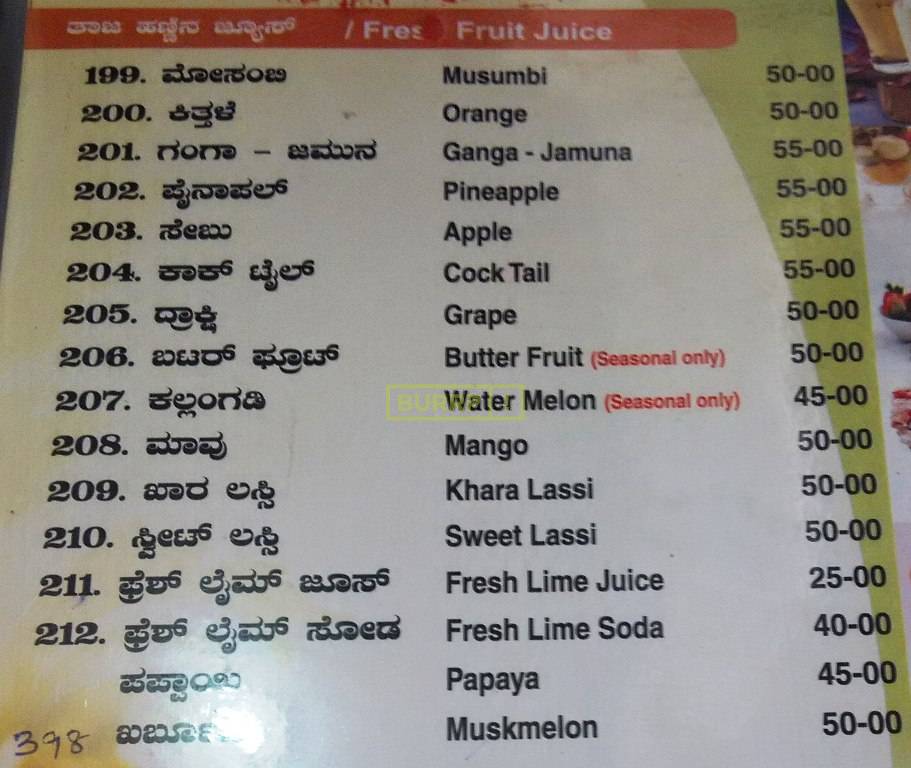 ತಾಜ ಹಣ್ಣಿನ ಜ್ಯೂಸ್ / Fres Fruit Juice
199. ಮೋಸಂಬಿ Musumbi 50-00
200. ಕಿತ್ತಳೆ Orange 50-00
201. ಗಂಗಾ – ಜಮುನ Ganga - Jamuna 55-00
202. ಪೈನಾಪಲ್ Pineapple 55-00
203. ಸೇಬು Apple 55-00
204. ಕಾಕ್ ಟೈಲ್ Cock Tail 55-00
205. ದ್ರಾಕ್ಷಿ Grape 50-00
206. ಬಟರ್ ಫ್ರೂಟ್ Butter Fruit (Seasonal only) 50-00
207. ಕಲ್ಲಂಗಡಿ Water Melon (Seasonal only) 45-00
208. ಮಾವು Mango 50-00
209. ಖಾರ ಲಸ್ಸಿ Khara Lassi 50-00
210. ಸ್ವೀಟ್ ಲಸ್ಸಿ Sweet Lassi 50-00
211. ಫ್ರೆಶ್ ಲೈಮ್ ಜೂಸ್ Fresh Lime Juice 25-00
212. ಫ್ರೆಶ್ ಲೈಮ್ ಸೋಡ Fresh Lime Soda 40-00
ಪಪ್ಪಾಯಿ Papaya 45-00
Muskmelon 50-00
398